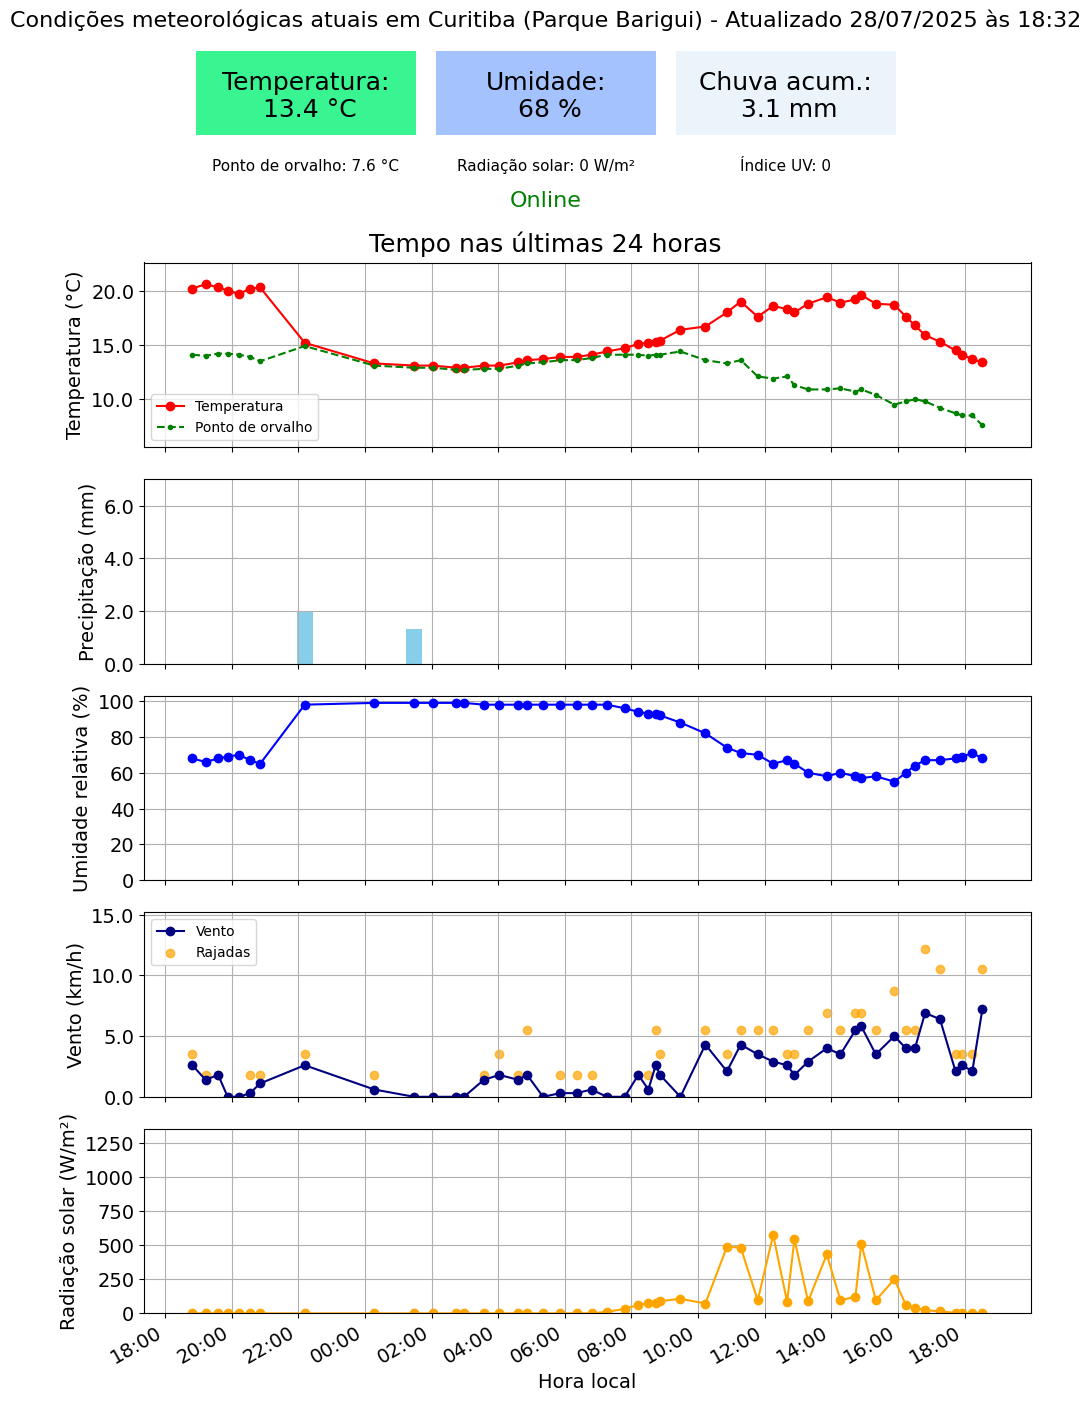 Condições meteorológicas atuais em Curitiba (Parque Barigui) - Atualizado 28/07/2025 às 18:32
Temperatura:
13.4 °C
Umidade:
68 %
Chuva acum.:
3.1 mm
Ponto de orvalho: 7.6 °C
Radiação solar: 0 W/m²
Índice UV: 0
Online
Tempo nas últimas 24 horas
Temperatura (°C)
20.0
15.0
10.0
Temperatura
Ponto de orvalho
Precipitação (mm)
6.0
4.0
2.0
0.0
Umidade relativa (%)
100
80
60
40
20
0
Vento (km/h)
15.0
10.0
5.0
0.0
Vento
Rajadas
Radiação solar (W/m²)
1250
1000
750
500
250
0
18:00
20:00
22:00
00:00
02:00
04:00
06:00
08:00
10:00
12:00
14:00
16:00
18:00
Hora local